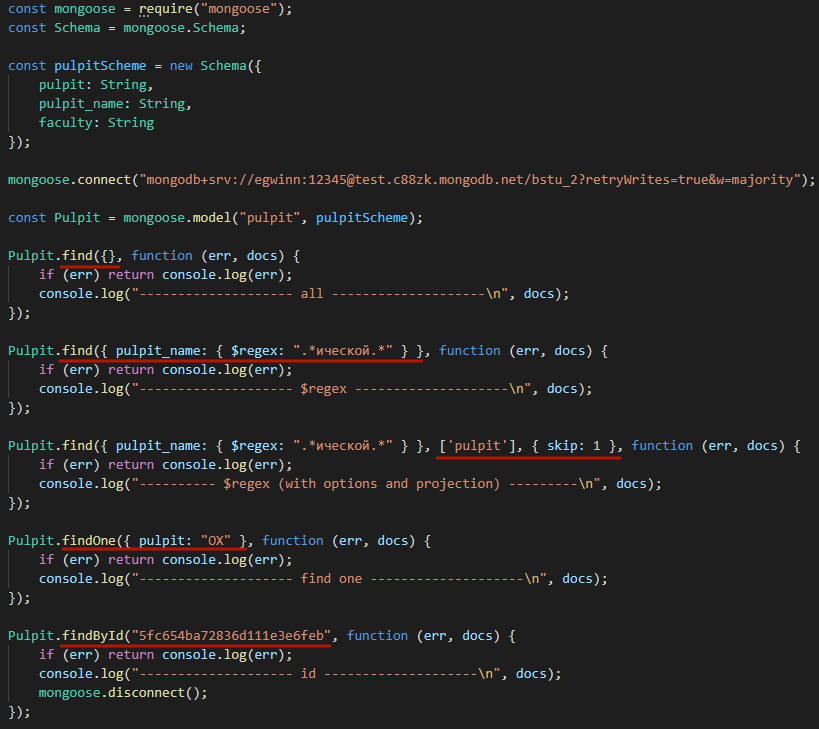 const mongoose = require("mongoose");
const Schema = mongoose.Schema;
const pulpitScheme = new Schema({
    pulpit: String,
    pulpit_name: String,
    faculty: String
});
mongoose.connect("mongodb+srv://egwinn:12345@test.c88zk.mongodb.net/bstu_2?retryWrites=true&w=majority");
const Pulpit = mongoose.model("pulpit", pulpitScheme);
Pulpit.find({}, function (err, docs) {
    if (err) return console.log(err);
    console.log("-------------------- all --------------------\n", docs);
});
Pulpit.find({ pulpit_name: { $regex: ".*ической.*" } }, function (err, docs) {
    if (err) return console.log(err);
    console.log("-------------------- $regex --------------------\n", docs);
});
Pulpit.find({ pulpit_name: { $regex: ".*ической.*" } }, ['pulpit'], { skip: 1 }, function (err, docs) {
    if (err) return console.log(err);
    console.log("---------- $regex (with options and projection) ---------\n", docs);
});
Pulpit.findOne({ pulpit: "ОХ" }, function (err, docs) {
    if (err) return console.log(err);
    console.log("-------------------- find one --------------------\n", docs);
});
Pulpit.findById("5fc654ba72836d111e3e6feb", function (err, docs) {
    if (err) return console.log(err);
    console.log("-------------------- id --------------------\n", docs);
    mongoose.disconnect();
});